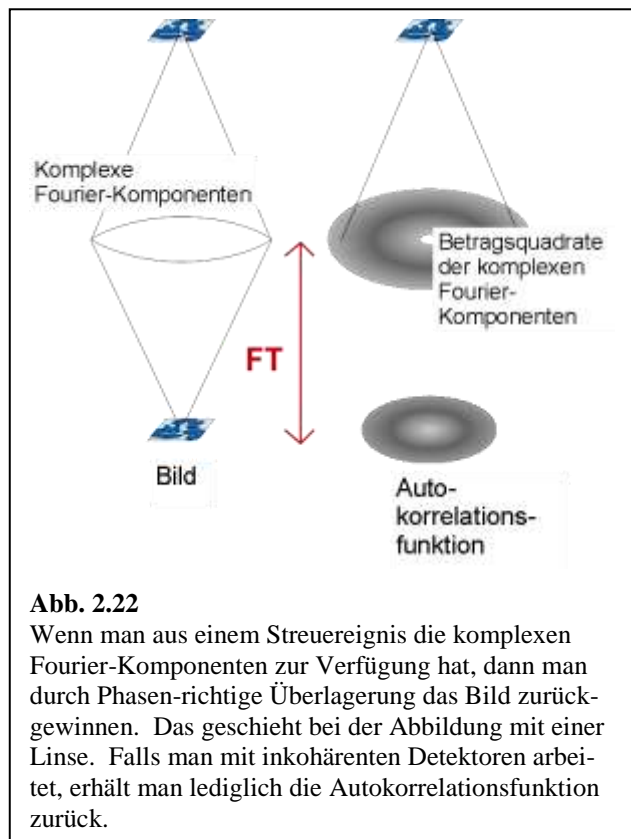 Komplexe
Fourier-Komponenten
Betragsquadrate
der komplexen
Fourier-
Komponenten
FT
Bild
Auto-
korrelations-
funktion
Abb. 2.22
Wenn man aus einem Streuereignis die komplexen
Fourier-Komponenten zur Verfügung hat, dann man
durch Phasen-richtige Überlagerung das Bild zurück-
gewinnen. Das geschieht bei der Abbildung mit einer
Linse. Falls man mit inkohärenten Detektoren arbei-
tet, erhält man lediglich die Autokorrelationsfunktion
zurück.